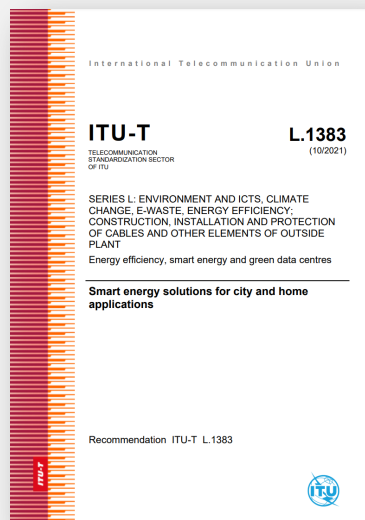 International Telecommunication Union
ITU-T
L.1383
TELECOMMUNICATION
STANDARDIZATION SECTOR
OF ITU
(10/2021)
SERIES L: ENVIRONMENT AND ICTS, CLIMATE
CHANGE, E-WASTE, ENERGY EFFICIENCY;
CONSTRUCTION, INSTALLATION AND PROTECTION
OF CABLES AND OTHER ELEMENTS OF OUTSIDE
PLANT
Energy efficiency, smart energy and green data centres
Smart energy solutions for city and home
applications
Recommendation ITU-T L.1383
ITU-T
ITU